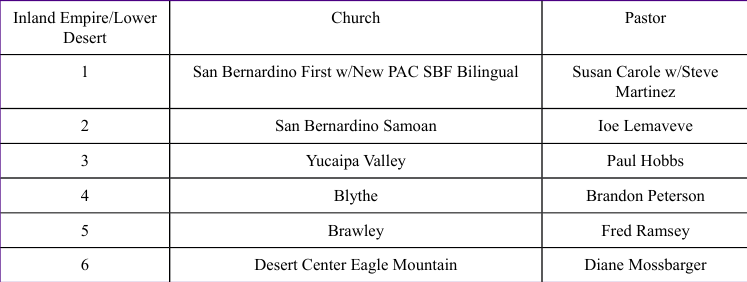 Inland Empire/Lower Desert Church Pastor
1 San Bernardino First w/New PAC SBF Bilingual Susan Carole w/Steve Martinez
2 San Bernardino Samoan Ioe Lemaveve
3 Yucaipa Valley Paul Hobbs
4 Blythe Brandon Peterson
5 Brawley Fred Ramsey
6 Desert Center Eagle Mountain Diane Mossbarger